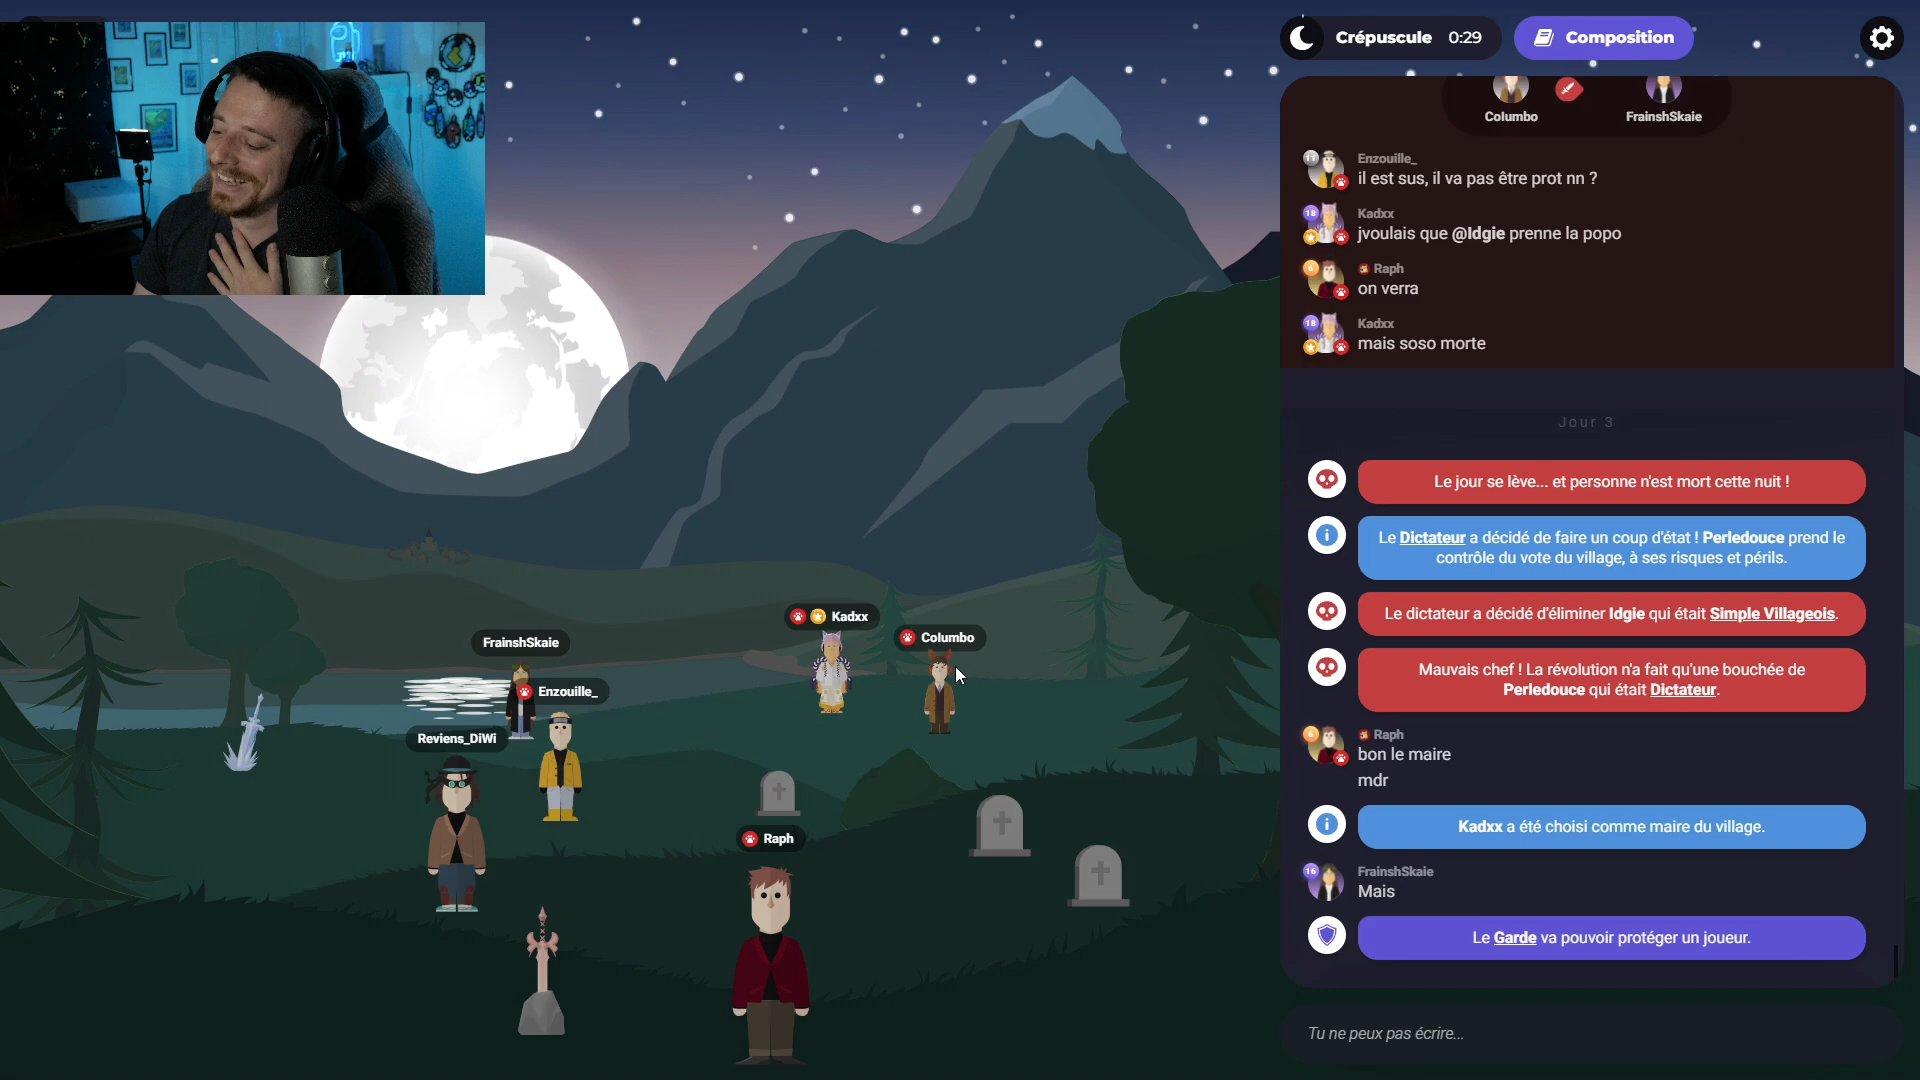 Crépuscule 0:29
Composition
Columbo
FrainshSkaie
11
Enzouille_
il est sus, il va pas être prot nn ?
18
Kadxx
jvoulais que @Idgie prenne la popo
6
Raph
on verra
18
Kadxx
mais soso morte
Jour 3
Le jour se lève... et personne n'est mort cette nuit !
Le Dictateur a décidé de faire un coup d'état ! Perledouce prend le
contrôle du vote du village, à ses risques et périls.
Le dictateur a décidé d'éliminer Idgie qui était Simple Villageois.
Mauvais chef ! La révolution n'a fait qu'une bouchée de
Perledouce qui était Dictateur.
6
Raph
bon le maire
mdr
Kadxx a été choisi comme maire du village.
16
FrainshSkaie
Mais
Le Garde va pouvoir protéger un joueur.
Tu ne peux pas écrire...
Kadxx
Columbo
FrainshSkaie
Enzouille_
Reviens_DiWi
Raph